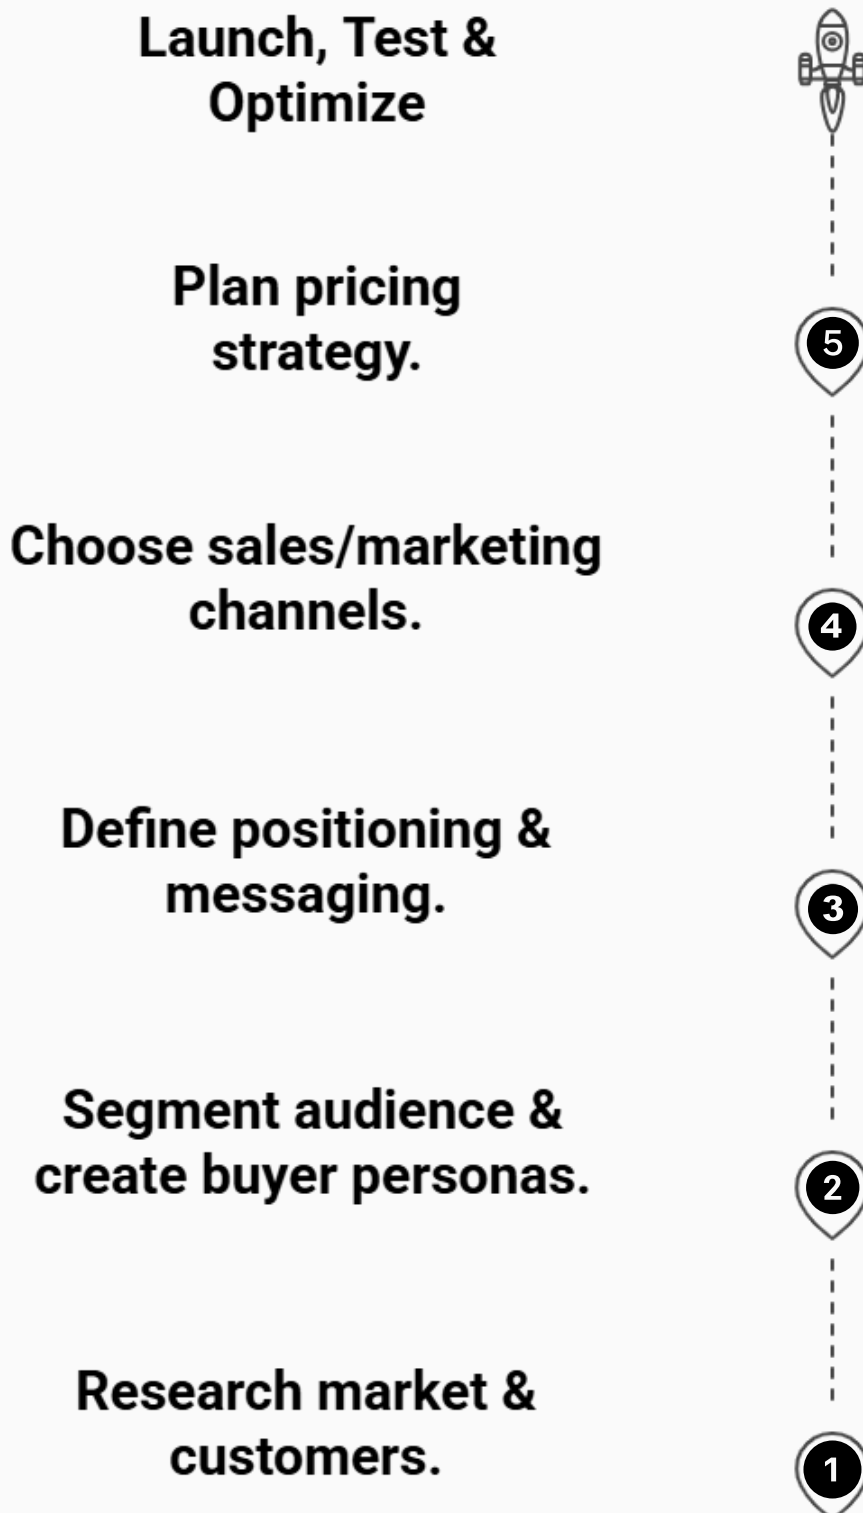 Launch, Test &
Optimize
Plan pricing
strategy.
5
Choose sales/marketing
channels.
4
Define positioning &
messaging.
3
Segment audience &
create buyer personas.
2
Research market &
customers.
1